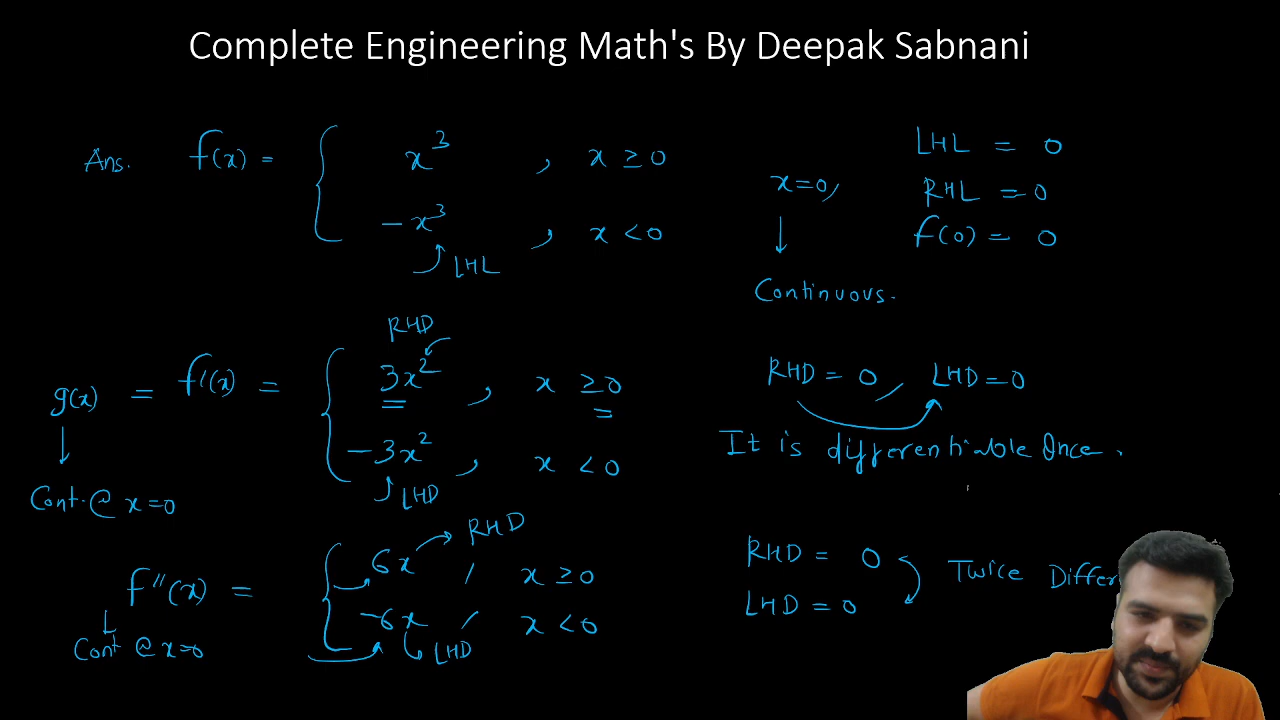 Complete Engineering Math's By Deepak Sabnani
Ans. f(x) = { x³ , x ≥ 0
- x³ , x < 0
LHL
x=0,
Continuous.
LHL = 0
RHL = 0
f(0) = 0
RHD
g(x) = f'(x) = { 3x² , x ≥ 0
- 3x² , x < 0
LHD
Cont. @ x=0
RHD = 0 , LHD = 0
It is differentiable Once.
f''(x) = { 6x , x ≥ 0
RHD
-6x , x < 0
LHD
Cont @ x=0
RHD = 0
LHD = 0
Twice Differ